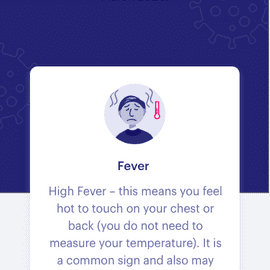 Fever
High Fever – this means you feel
hot to touch on your chest or
back (you do not need to
measure your temperature). It is
a common sign and also may